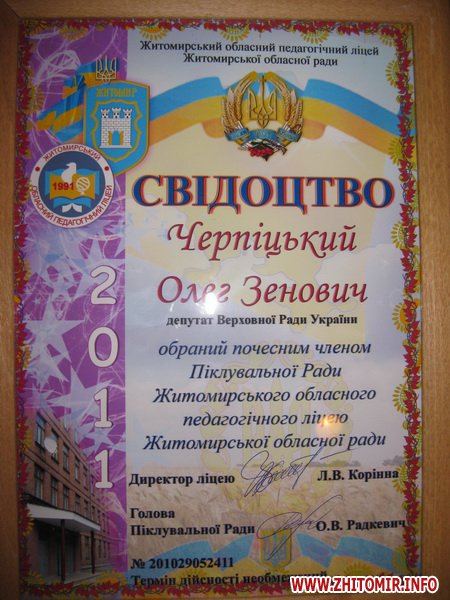 Житомирський обласний педагогічний ліцей
Житомирської обласної ради
ЖИТОМИР
ЖИТОМИРСЬКИЙ
1991
ОБЛАСНИЙ ПЕДАГОГІЧНИЙ ЛІЦЕЙ
СВІДОЦТВО
Черпіцький
Олег Зенович
депутат Верховної Ради України
обраний почесним членом
Піклувальної Ради
Житомирського обласного
педагогічного ліцею
Житомирської обласної ради
2011
Директор ліцею Л.В. Корінна
Голова
Піклувальної Ради О.В. Радкевич
№ 201029052411
Термін дійсності необмежений
WWW.ZHITOMIR.INFO